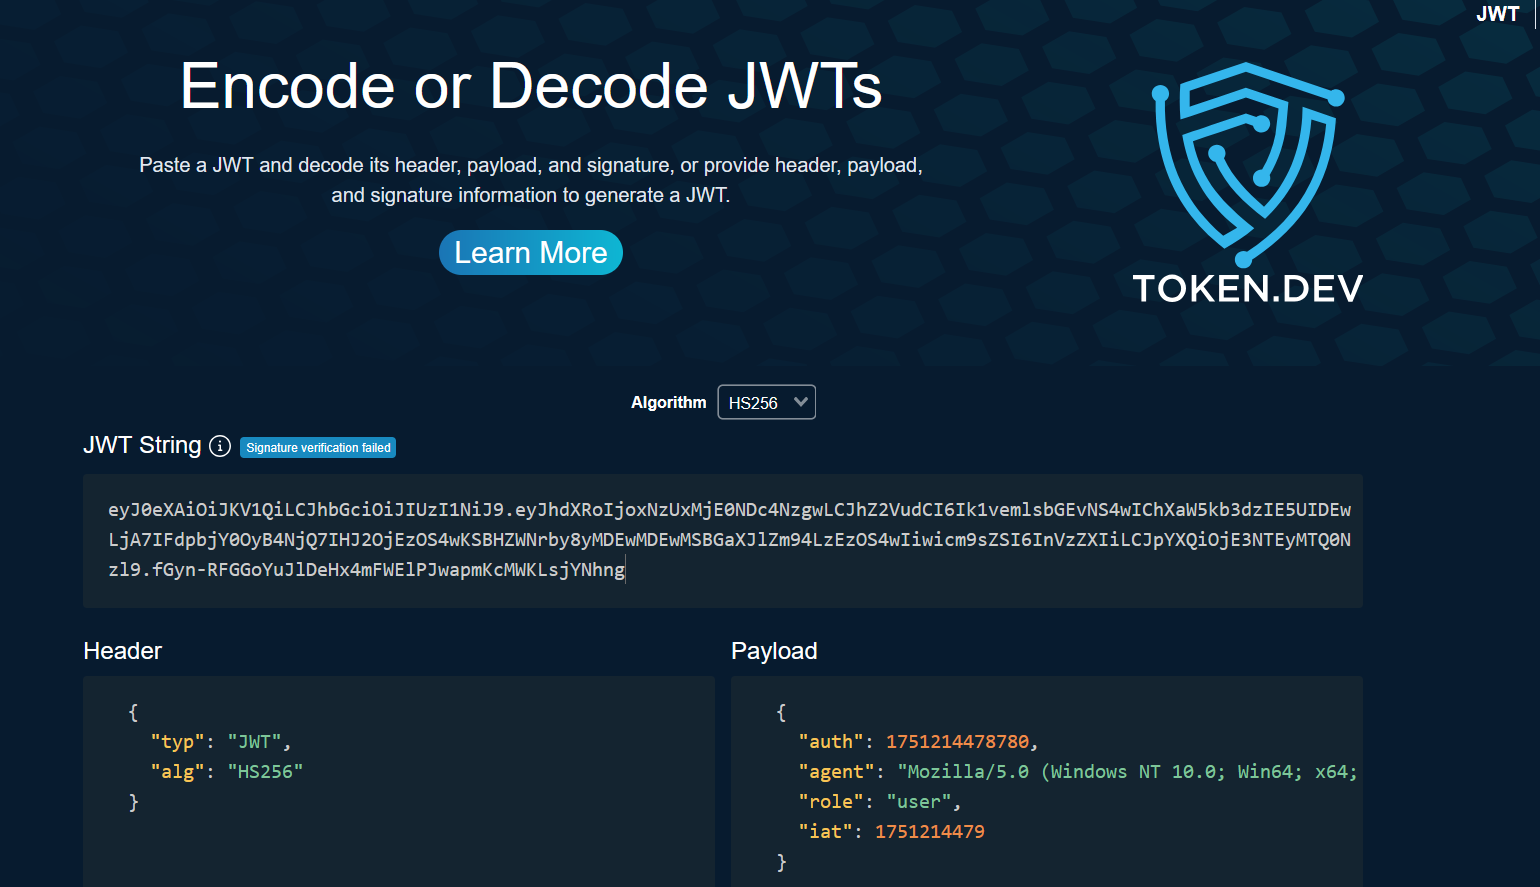 JWT
Encode or Decode JWTs
Paste a JWT and decode its header, payload, and signature, or provide header, payload,
and signature information to generate a JWT.
Learn More
TOKEN.DEV
Algorithm HS256
JWT String Signature verification failed
eyJ0eXAiOiJKV1QiLCJhbGciOiJIUzI1NiJ9.eyJhdXRoIjoxNzUxMjE0NDc4NzgwLCJhZ2VudCI6Ik1vemlsbGEvNS4wIChXaW5kb3dzIE5UIDEw
LjA7IFdpbjY0OyB4NjQ7IHJ2OjEzOS4wKSBHZWNrby8yMDEwMDEwMSBGaXJlZm94LzEzOS4wIiwicm9sZSI6InVzZXIiLCJpYXQiOjE3NTEyMTQ0N
zl9.fGyn-RFGGoYuJlDeHx4mFWElPJwapmKcMWKLsjYNhng
Header
{
"typ": "JWT",
"alg": "HS256"
}
Payload
{
"auth": 1751214478780,
"agent": "Mozilla/5.0 (Windows NT 10.0; Win64; x64;
"role": "user",
"iat": 1751214479
}